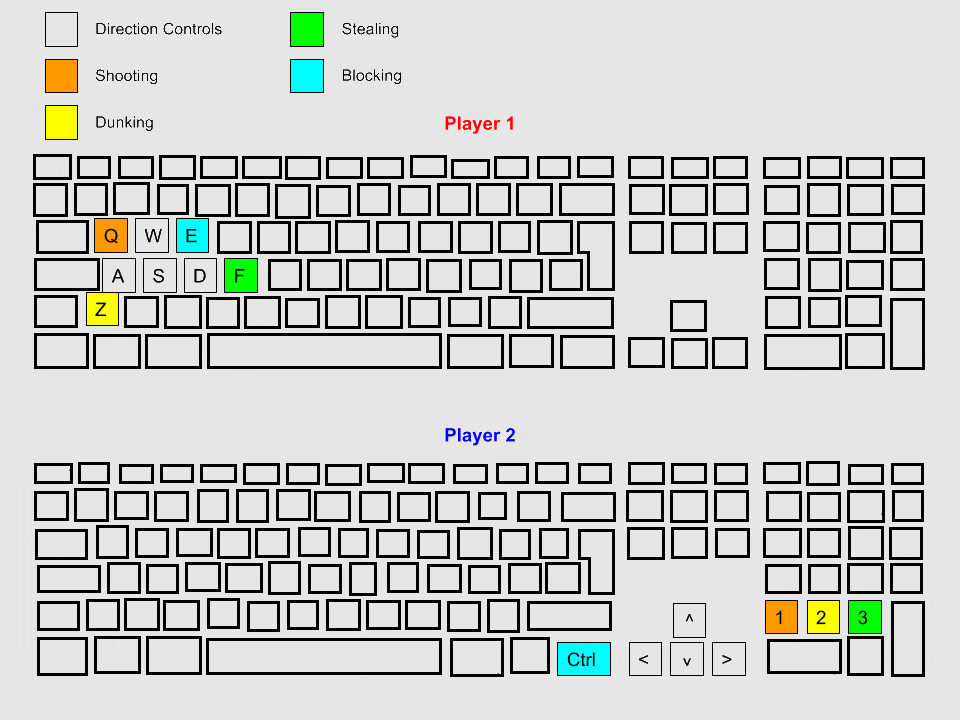 Direction Controls
Stealing
Shooting
Blocking
Dunking
Player 1
Q W E
A S D F
Z
Player 2
^ 1 2 3
Ctrl < v >